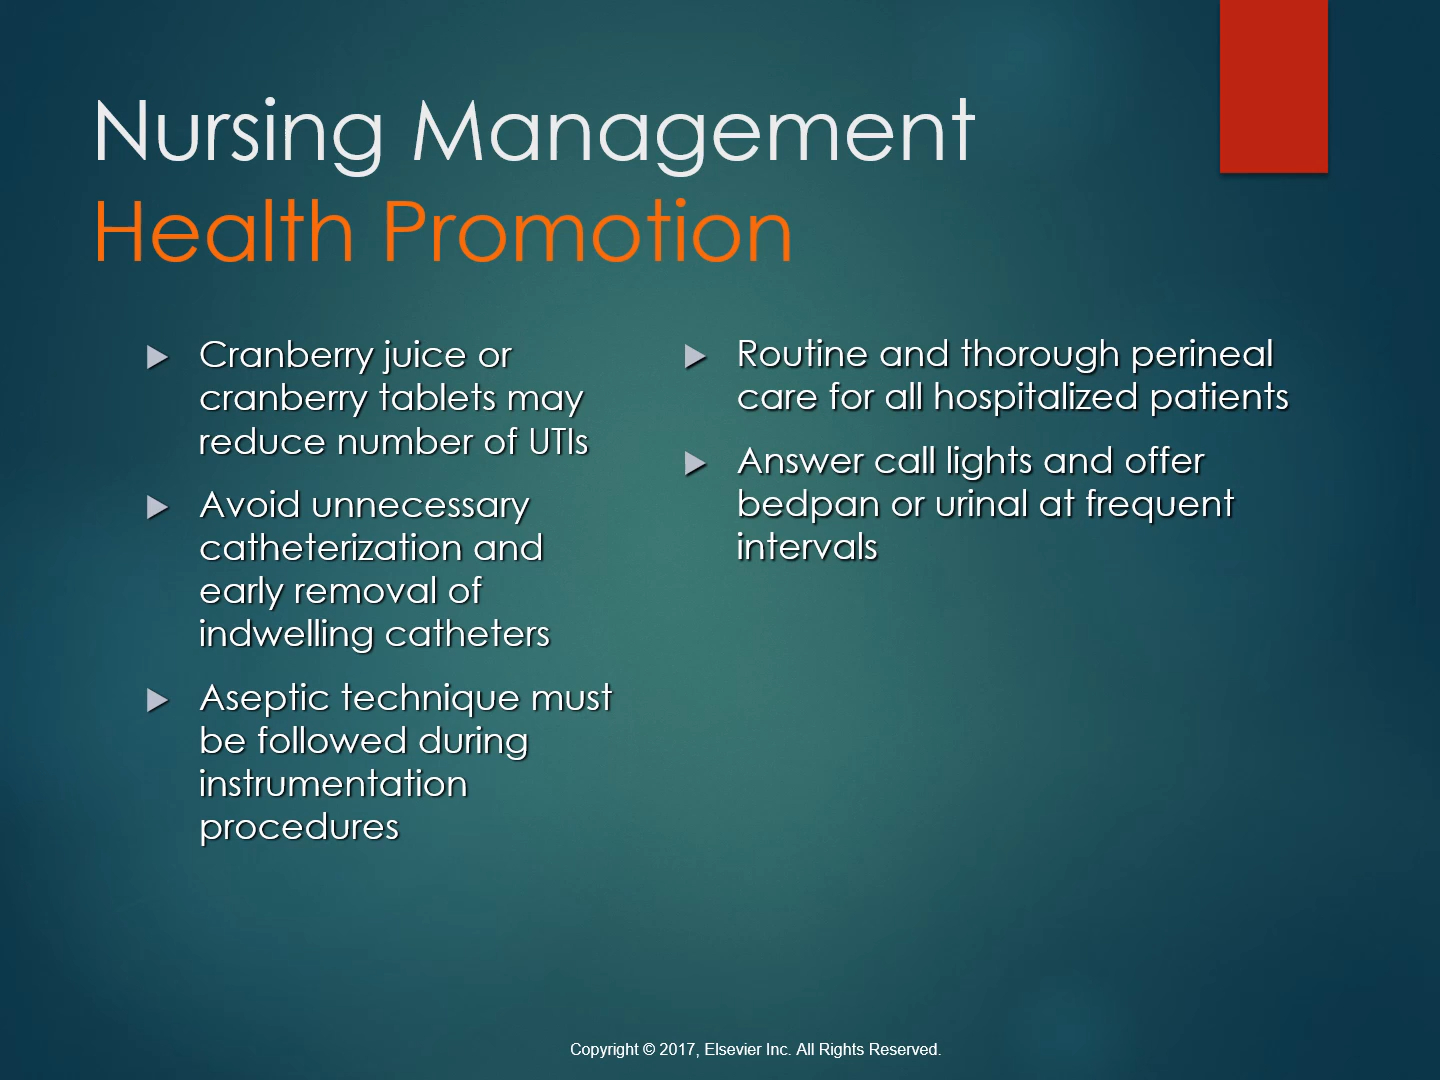 Nursing Management
Health Promotion
Cranberry juice or
cranberry tablets may
reduce number of UTIs
Avoid unnecessary
catheterization and
early removal of
indwelling catheters
Aseptic technique must
be followed during
instrumentation
procedures
Routine and thorough perineal
care for all hospitalized patients
Answer call lights and offer
bedpan or urinal at frequent
intervals
Copyright © 2017, Elsevier Inc. All Rights Reserved.